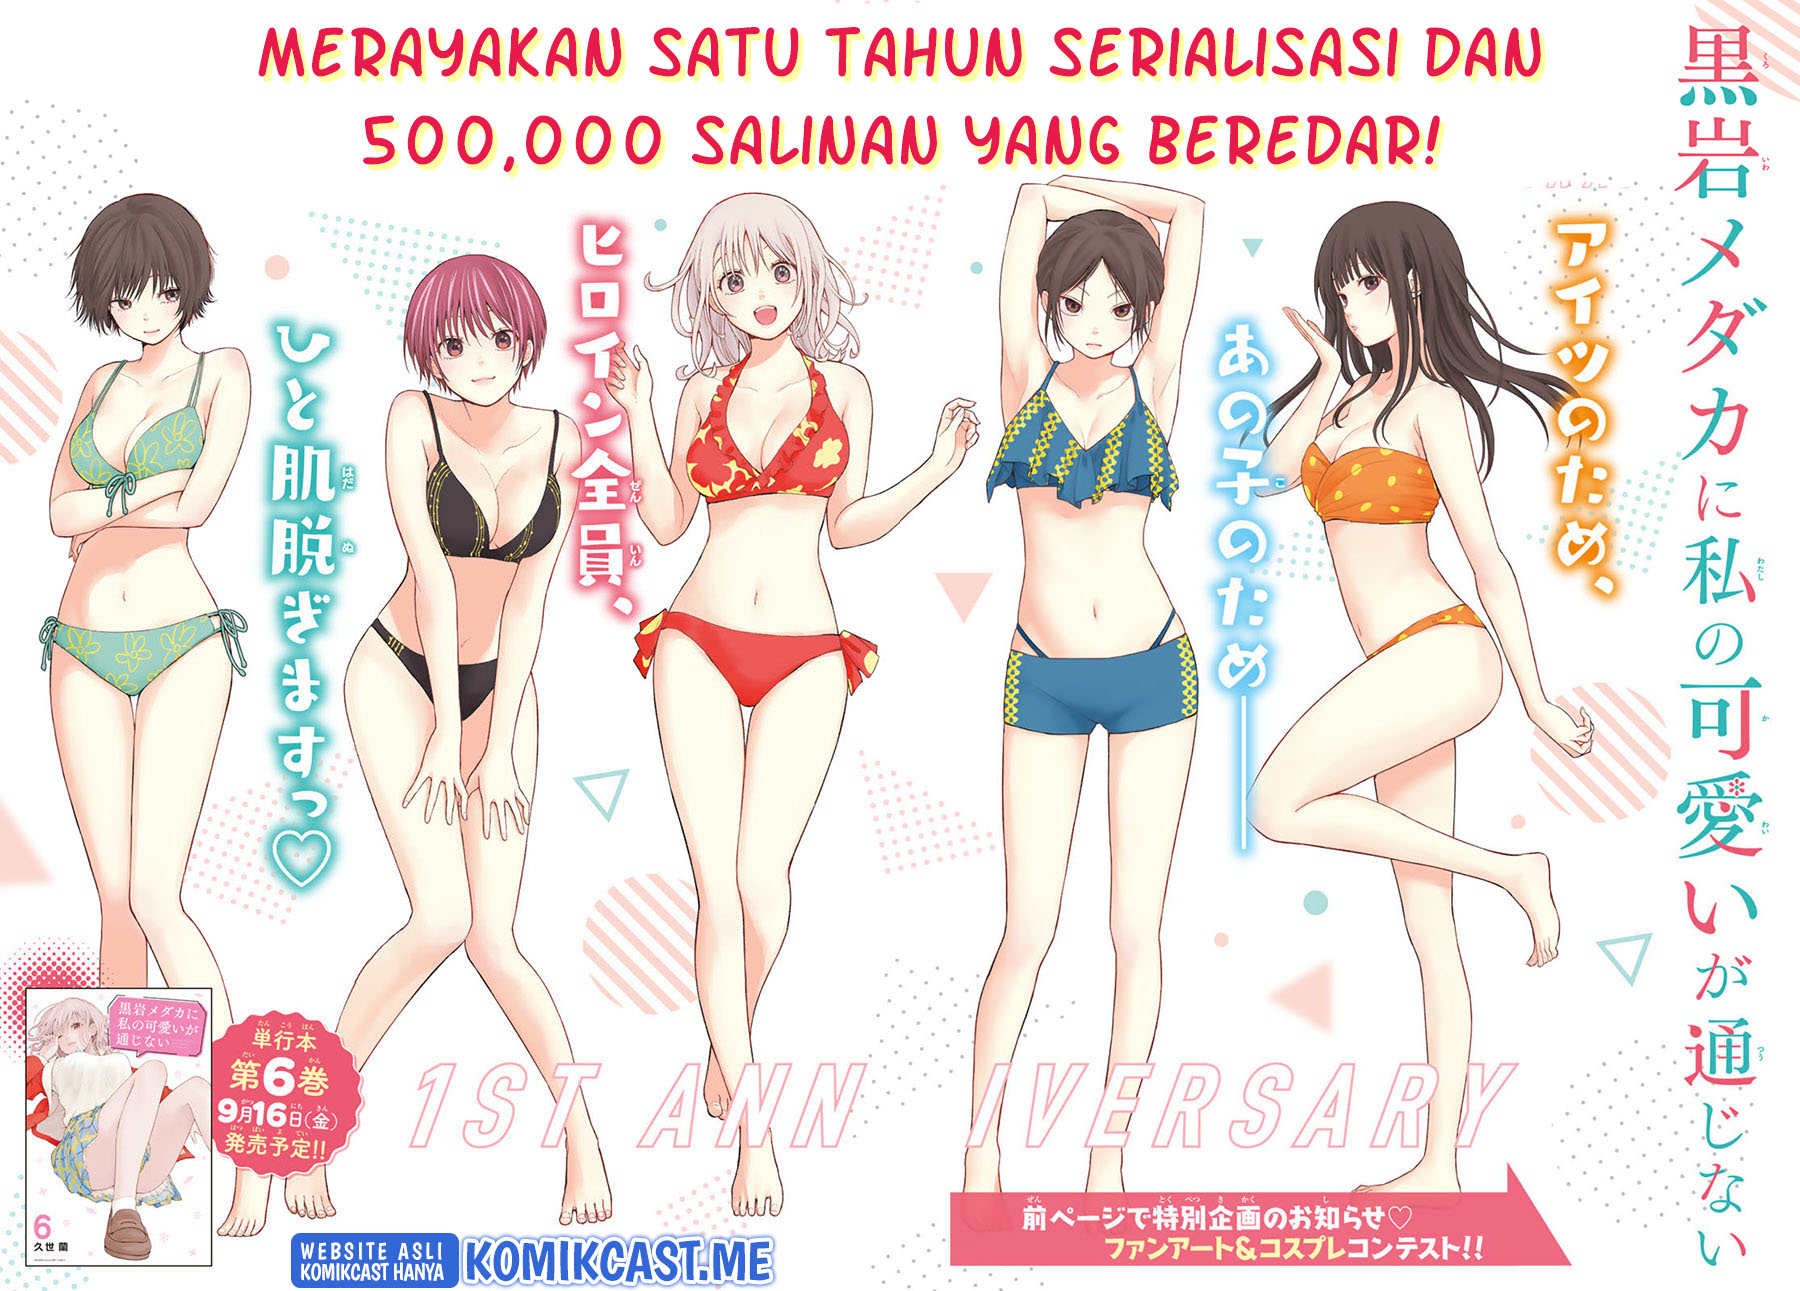 MERAYAKAN SATU TAHUN SERIALISASI DAN
500,000 SALINAN YANG BEREDAR!
黒岩メダカに私の可愛いが通じない
アイツのため、
あの子のため――
ヒロイン全員、
ひと肌脱ぎますっ♡
1ST ANNIVERSARY
黒岩メダカに
私の可愛いが
通じない
6
久世 蘭
単行本
第6巻
9月16日(金)
発売予定!!
前ページで特別企画のお知らせ♡
ファンアート&コスプレコンテスト!!
WEBSITE ASLI
KOMIKCAST HANYA
KOMIKCAST.ME